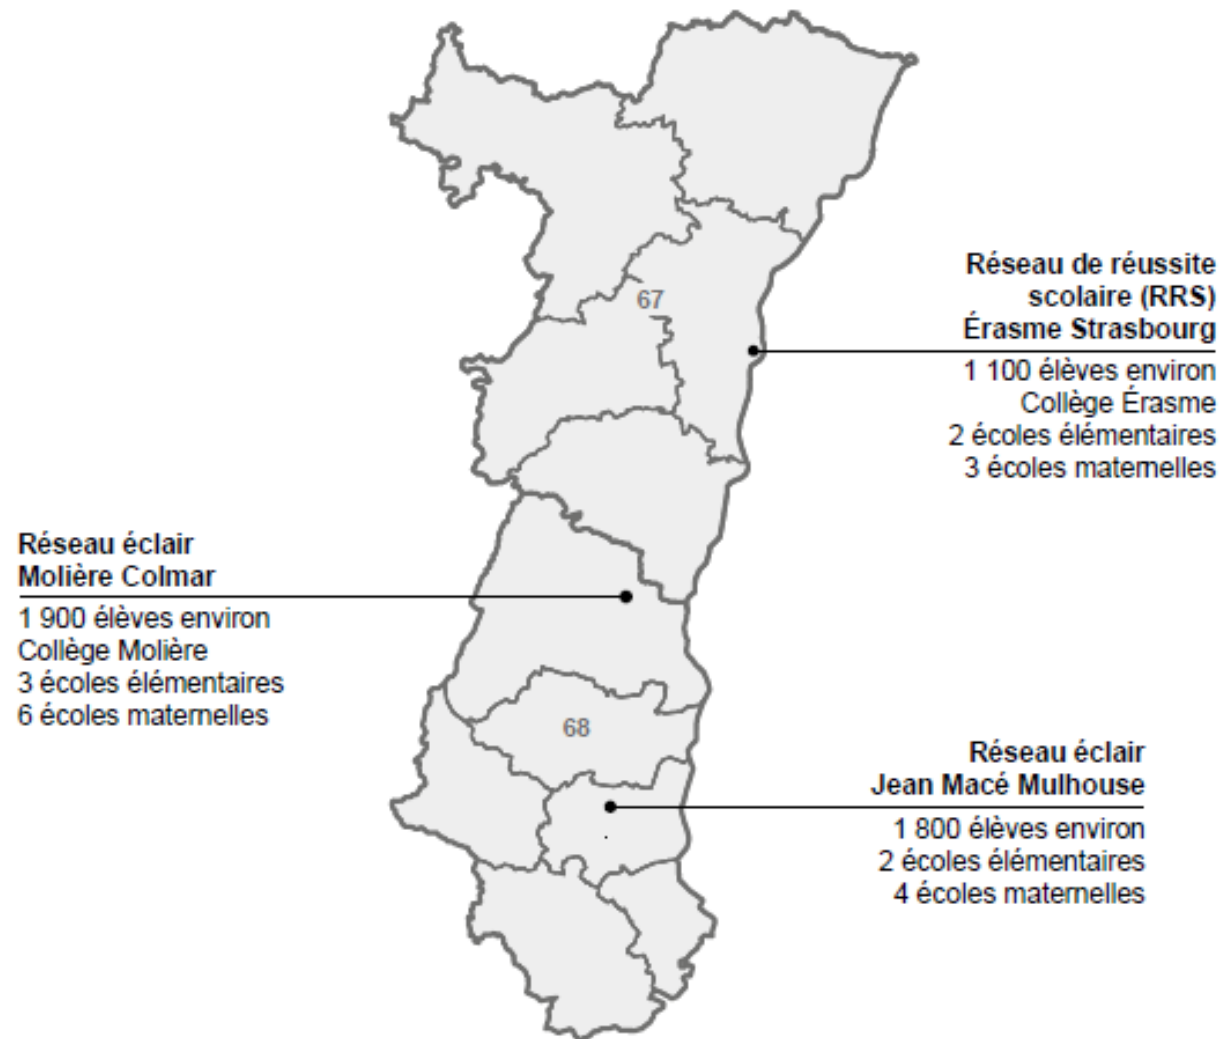 Réseau de réussite
scolaire (RRS)
Érasme Strasbourg
1 100 élèves environ
Collège Érasme
2 écoles élémentaires
3 écoles maternelles
67
Réseau éclair
Molière Colmar
1 900 élèves environ
Collège Molière
3 écoles élémentaires
6 écoles maternelles
68
Réseau éclair
Jean Macé Mulhouse
1 800 élèves environ
2 écoles élémentaires
4 écoles maternelles